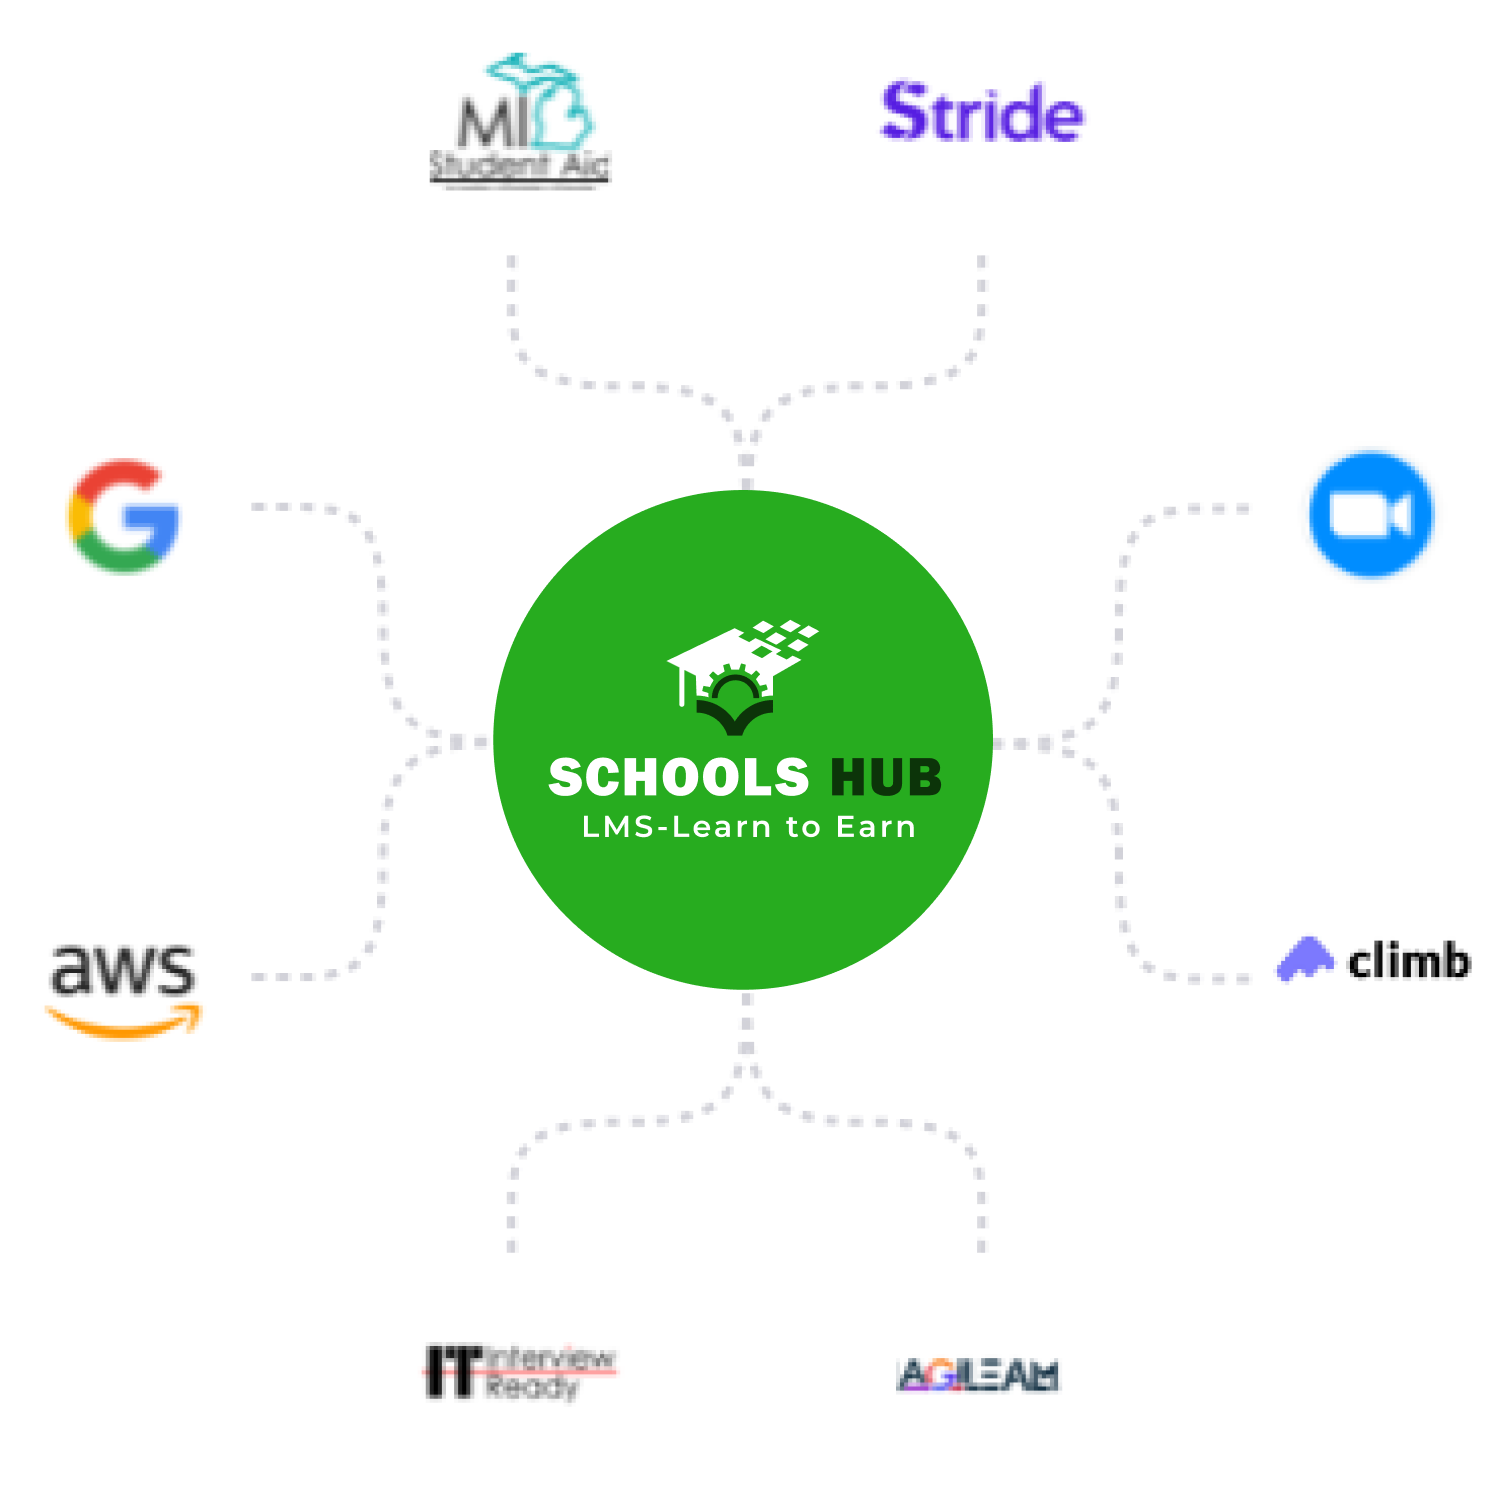 MI
Student Aid
Stride
SCHOOLS HUB
LMS-Learn to Earn
aws
climb
IT Interview
Ready
AGILEAM